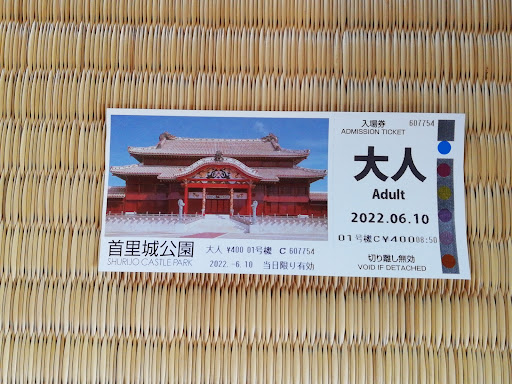 首里城公園
SHURIJO CASTLE PARK
大人 ¥400 01号機 C 607754
2022.-6.10 当日限り有効
入場券 607754
ADMISSION TICKET
大人
Adult
2022.06.10
01号機C¥400 08:50
切り離し無効
VOID IF DETACHED